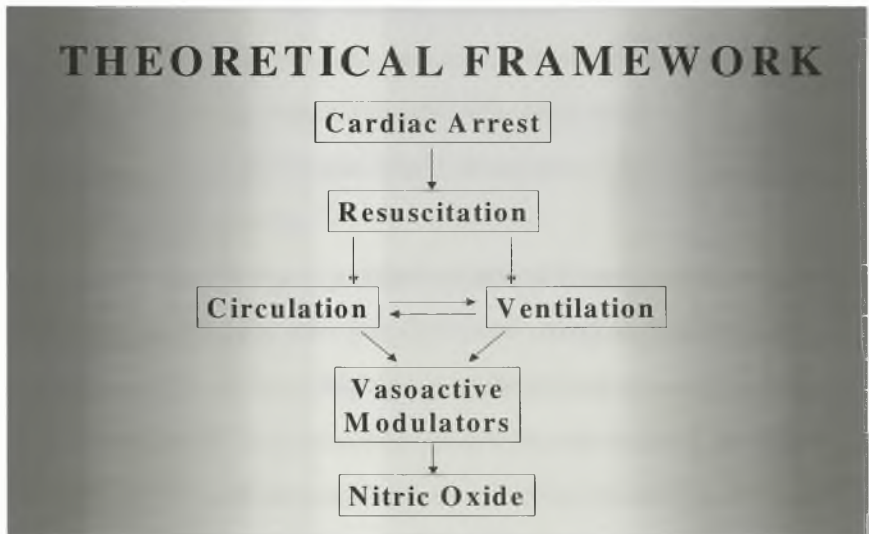 THEORETICAL FRAMEWORK
Cardiac Arrest
Resuscitation
Circulation
Ventilation
Vasoactive
Modulators
Nitric Oxide